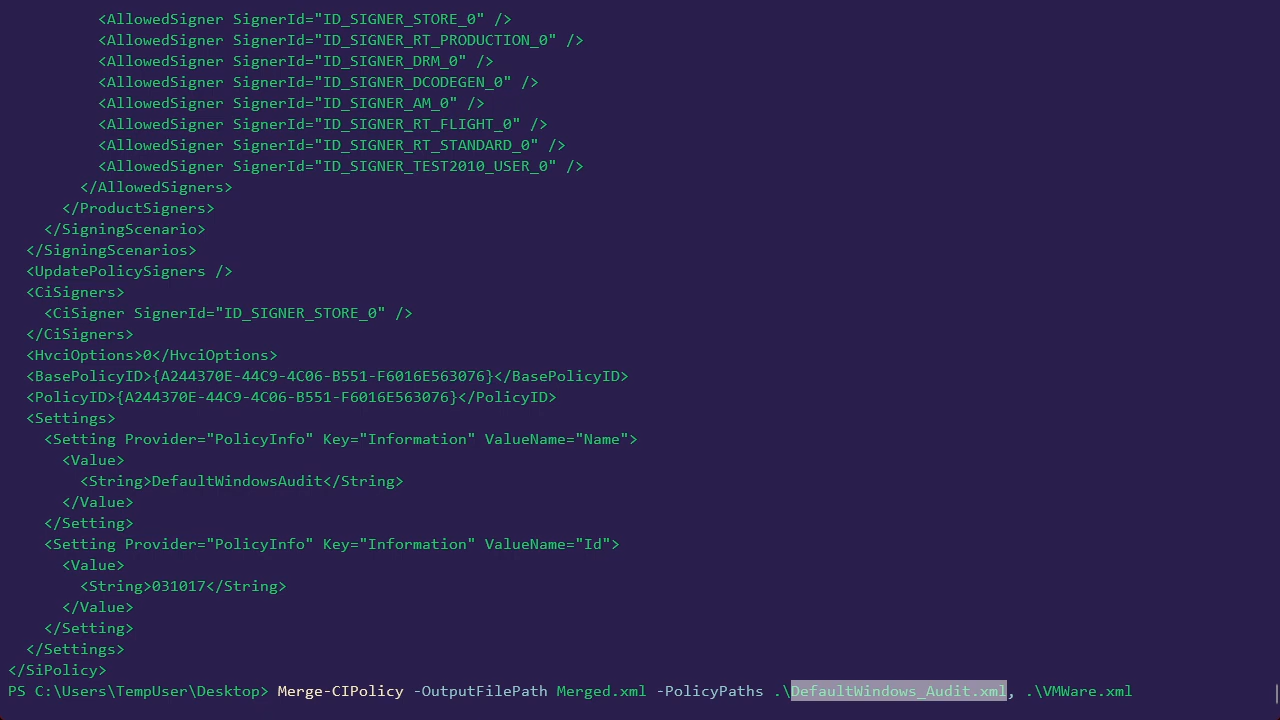 <AllowedSigner SignerId="ID_SIGNER_STORE_0" />
<AllowedSigner SignerId="ID_SIGNER_RT_PRODUCTION_0" />
<AllowedSigner SignerId="ID_SIGNER_DRM_0" />
<AllowedSigner SignerId="ID_SIGNER_DCODEGEN_0" />
<AllowedSigner SignerId="ID_SIGNER_AM_0" />
<AllowedSigner SignerId="ID_SIGNER_RT_FLIGHT_0" />
<AllowedSigner SignerId="ID_SIGNER_RT_STANDARD_0" />
<AllowedSigner SignerId="ID_SIGNER_TEST2010_USER_0" />
</AllowedSigners>
</ProductSigners>
</SigningScenario>
</SigningScenarios>
<UpdatePolicySigners />
<CiSigners>
<CiSigner SignerId="ID_SIGNER_STORE_0" />
</CiSigners>
<HvciOptions>0</HvciOptions>
<BasePolicyID>{A244370E-44C9-4C06-B551-F6016E563076}</BasePolicyID>
<PolicyID>{A244370E-44C9-4C06-B551-F6016E563076}</PolicyID>
<Settings>
<Setting Provider="PolicyInfo" Key="Information" ValueName="Name">
<Value>
<String>DefaultWindowsAudit</String>
</Value>
</Setting>
<Setting Provider="PolicyInfo" Key="Information" ValueName="Id">
<Value>
<String>031017</String>
</Value>
</Setting>
</Settings>
</SiPolicy>
PS C:\Users\TempUser\Desktop> Merge-CIPolicy -OutputFilePath Merged.xml -PolicyPaths .\DefaultWindows_Audit.xml, .\VMWare.xml